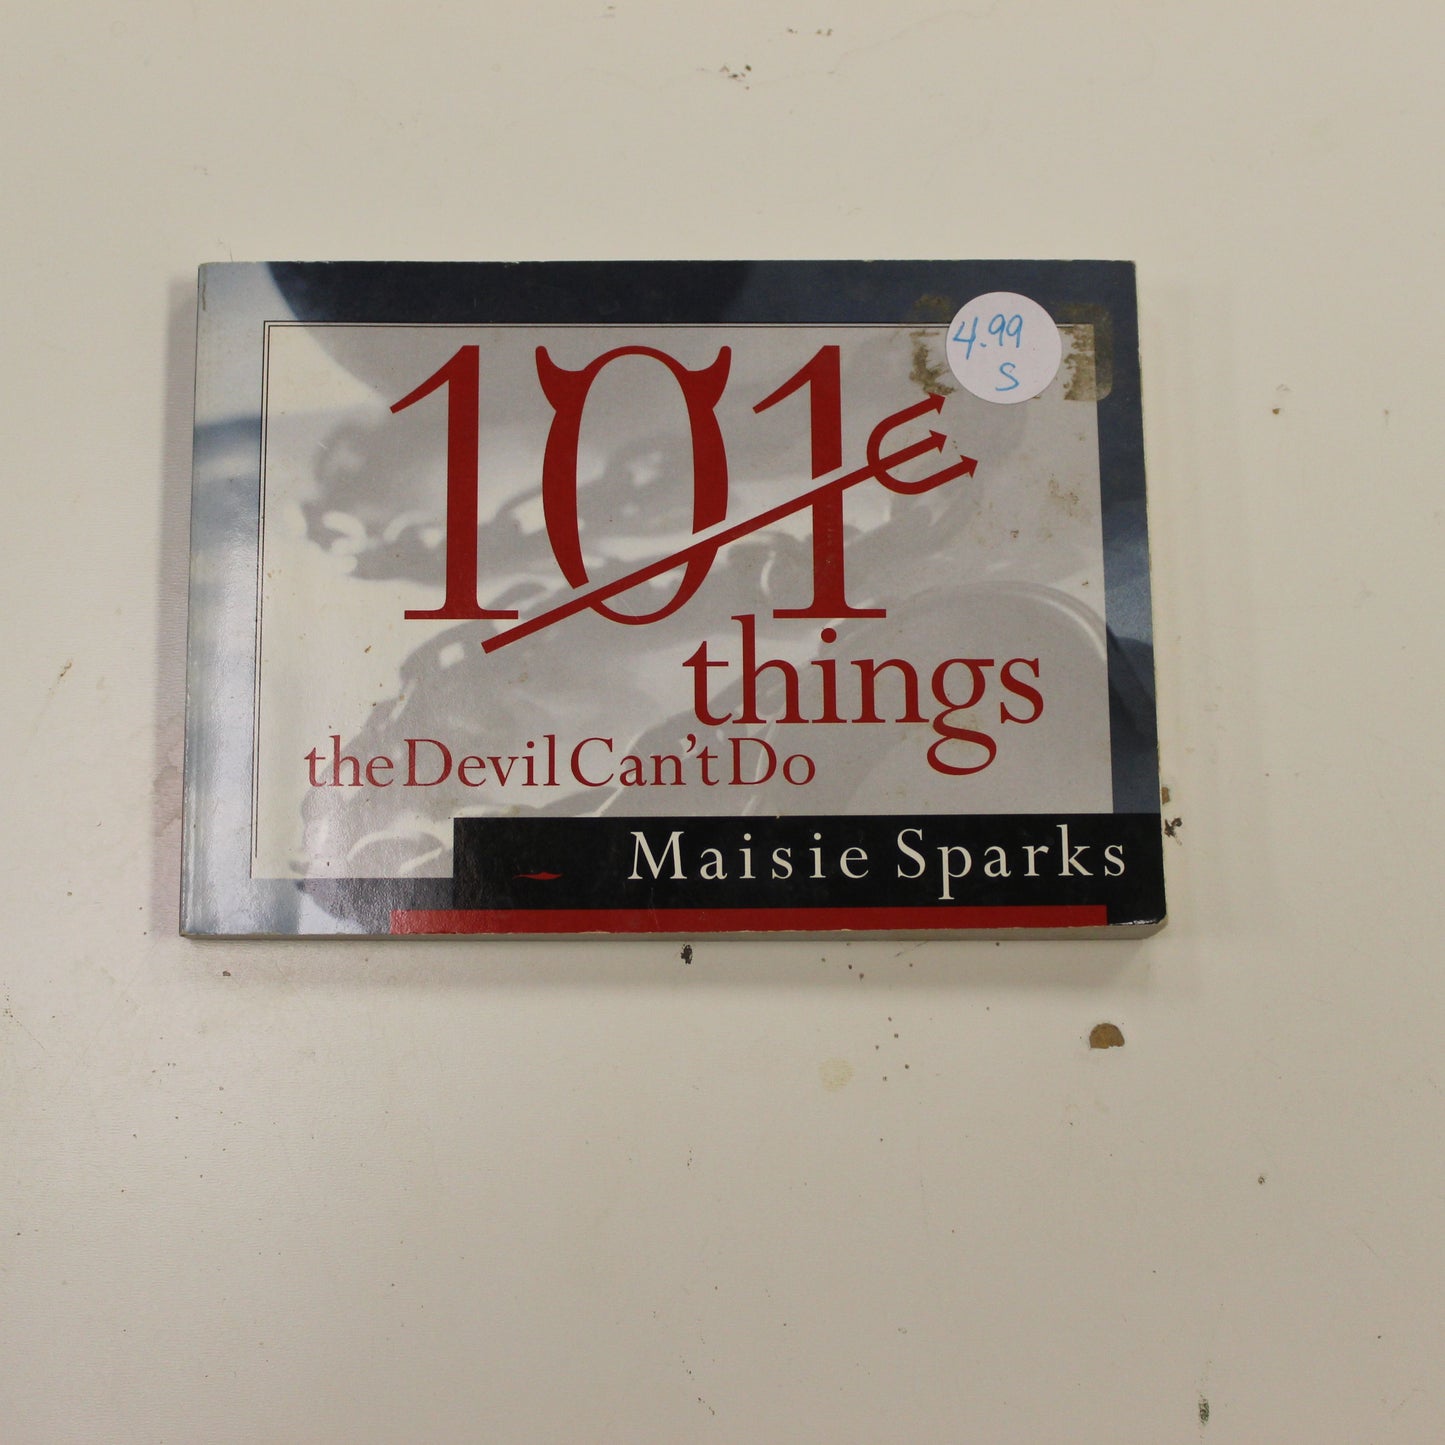 4.99
S
101
things
the Devil Can't Do
Maisie Sparks